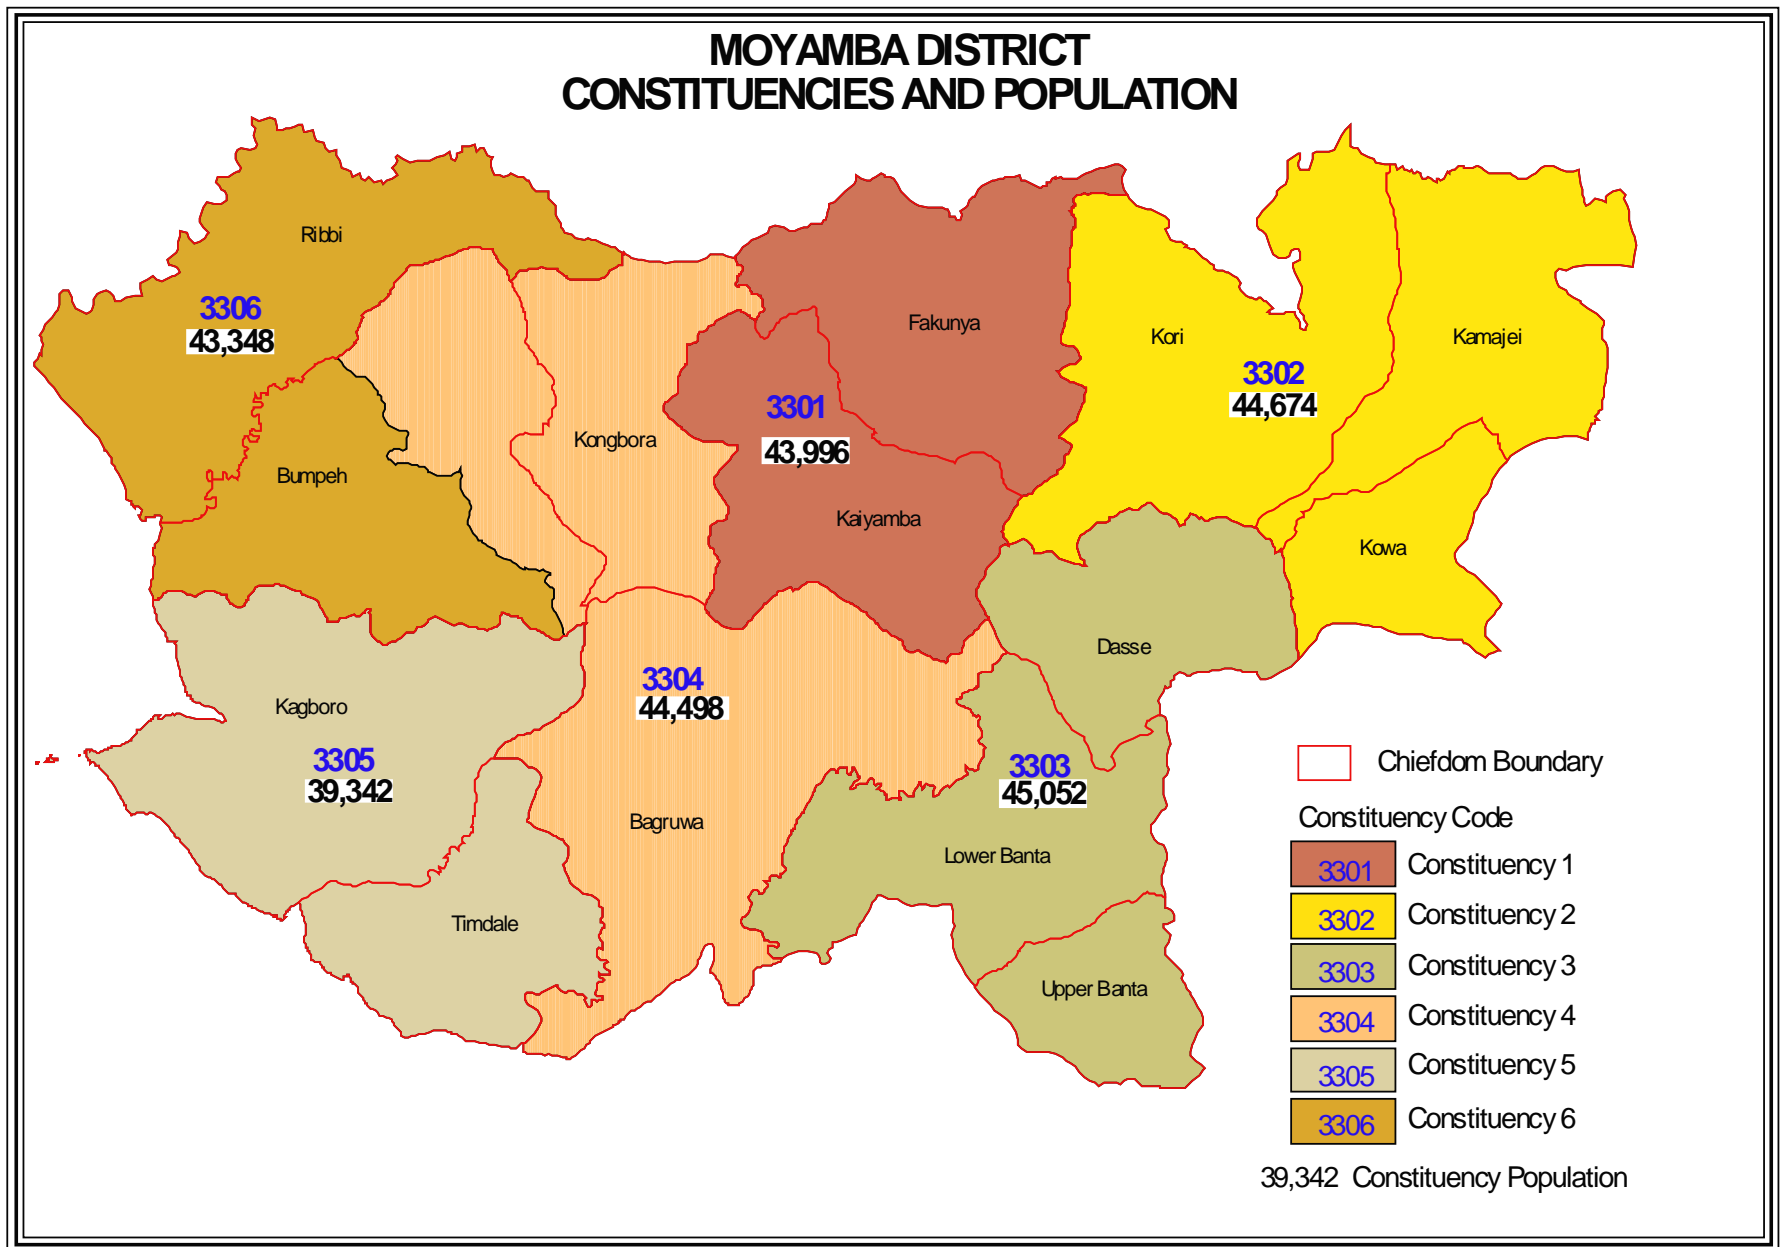 MOYAMBA DISTRICT
CONSTITUENCIES AND POPULATION
Ribbi
3306
43,348
Bumpeh
Kongbora
3301
43,996
Fakunya
Kaiyamba
Kori
3302
44,674
Kamajei
Kowa
Dasse
Kagboro
3305
39,342
3304
44,498
Bagruwa
Timdale
3303
45,052
Lower Banta
Upper Banta
Chiefdom Boundary
Constituency Code
3301 Constituency 1
3302 Constituency 2
3303 Constituency 3
3304 Constituency 4
3305 Constituency 5
3306 Constituency 6
39,342 Constituency Population